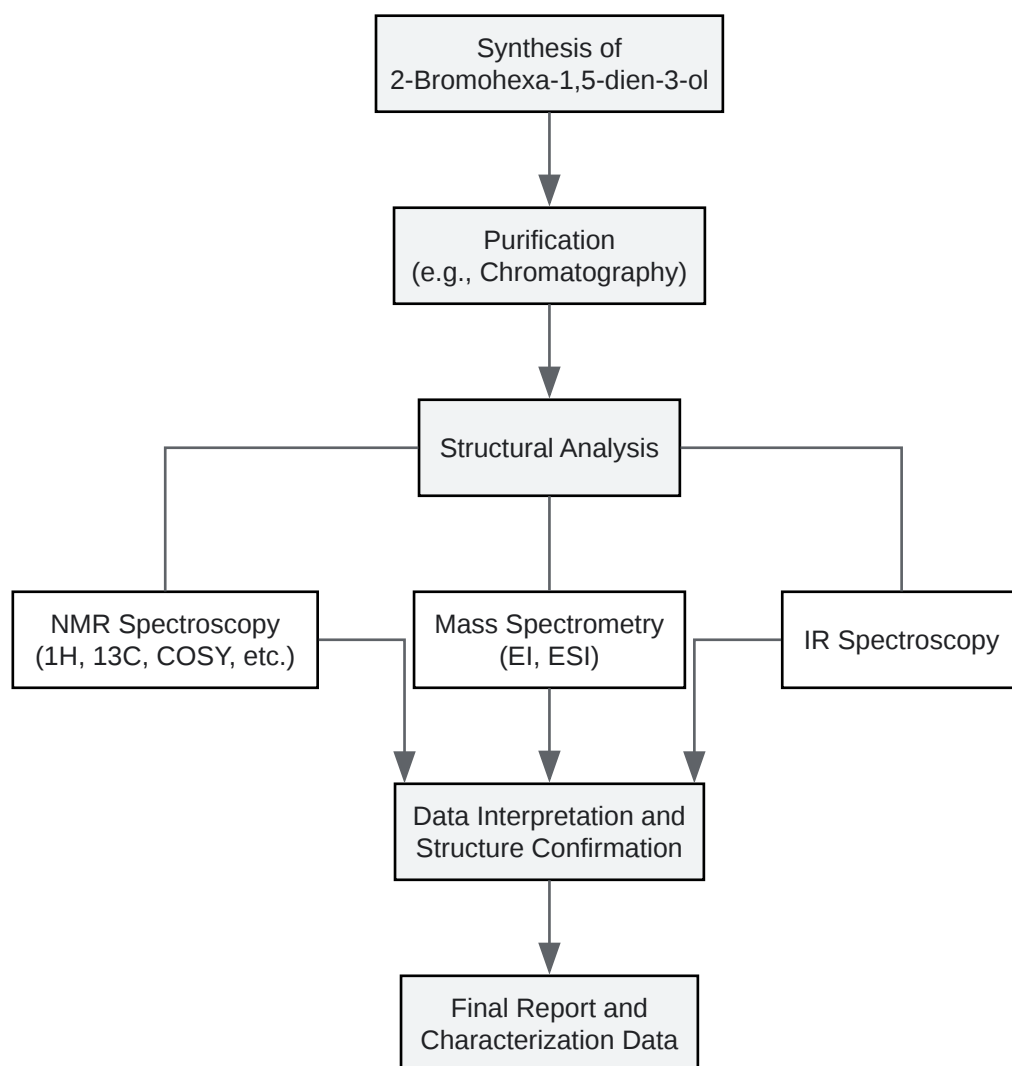 Synthesis of
2-Bromohexa-1,5-dien-3-ol
Purification
(e.g., Chromatography)
Structural Analysis
NMR Spectroscopy
(1H, 13C, COSY, etc.)
Mass Spectrometry
(EI, ESI)
IR Spectroscopy
Data Interpretation and
Structure Confirmation
Final Report and
Characterization Data